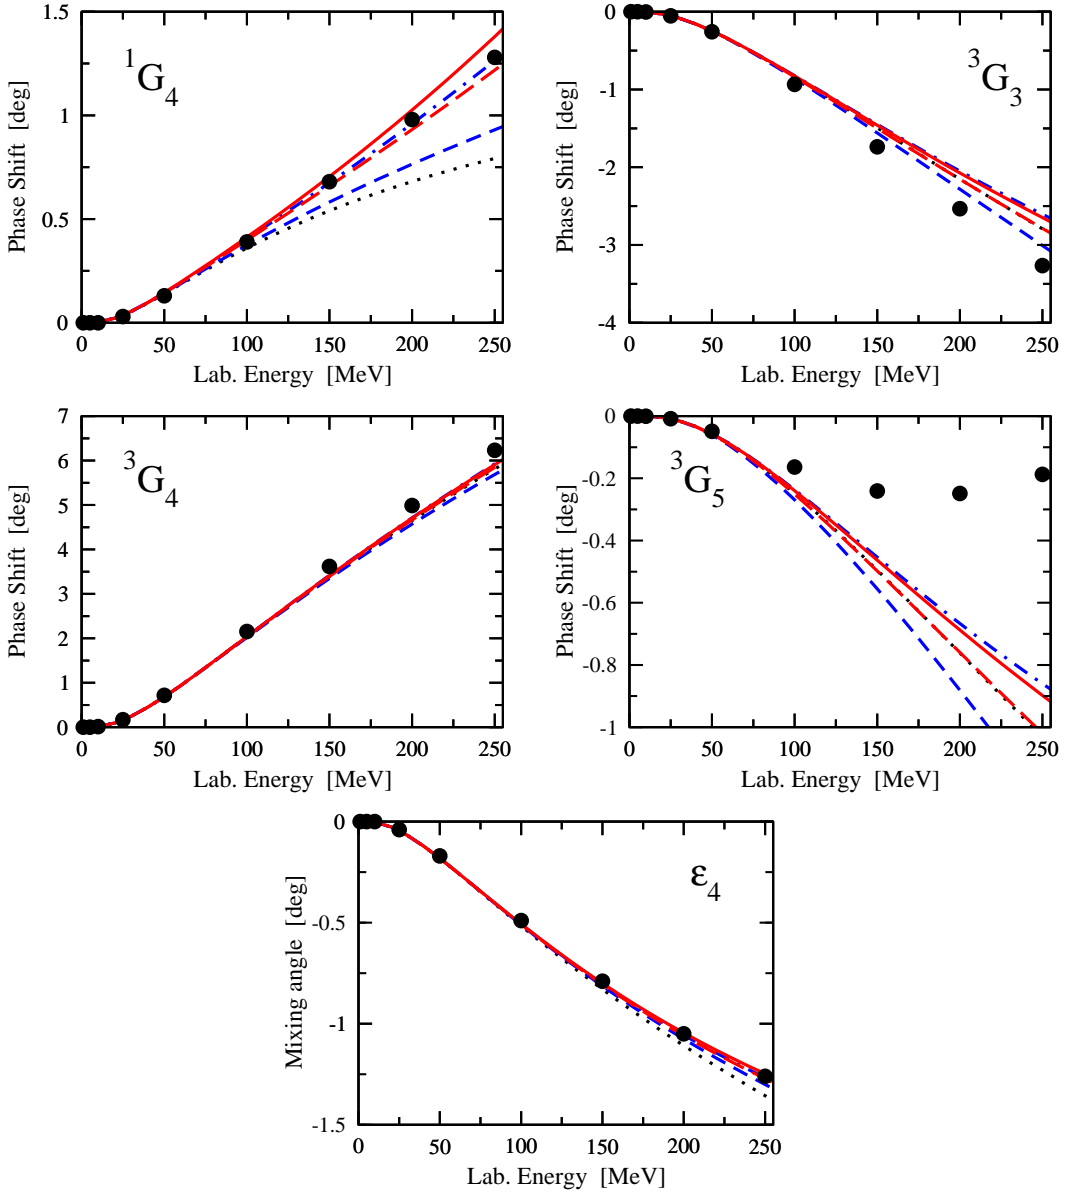 1.5
1
0.5
0
Phase Shift [deg]
¹G₄
0 50 100 150 200 250
Lab. Energy [MeV]
0
-1
-2
-3
-4
Phase Shift [deg]
³G₃
0 50 100 150 200 250
Lab. Energy [MeV]
7
6
5
4
3
2
1
0
Phase Shift [deg]
³G₄
0 50 100 150 200 250
Lab. Energy [MeV]
0
-0.2
-0.4
-0.6
-0.8
-1
Phase Shift [deg]
³G₅
0 50 100 150 200 250
Lab. Energy [MeV]
0
-0.5
-1
-1.5
Mixing angle [deg]
ε₄
0 50 100 150 200 250
Lab. Energy [MeV]